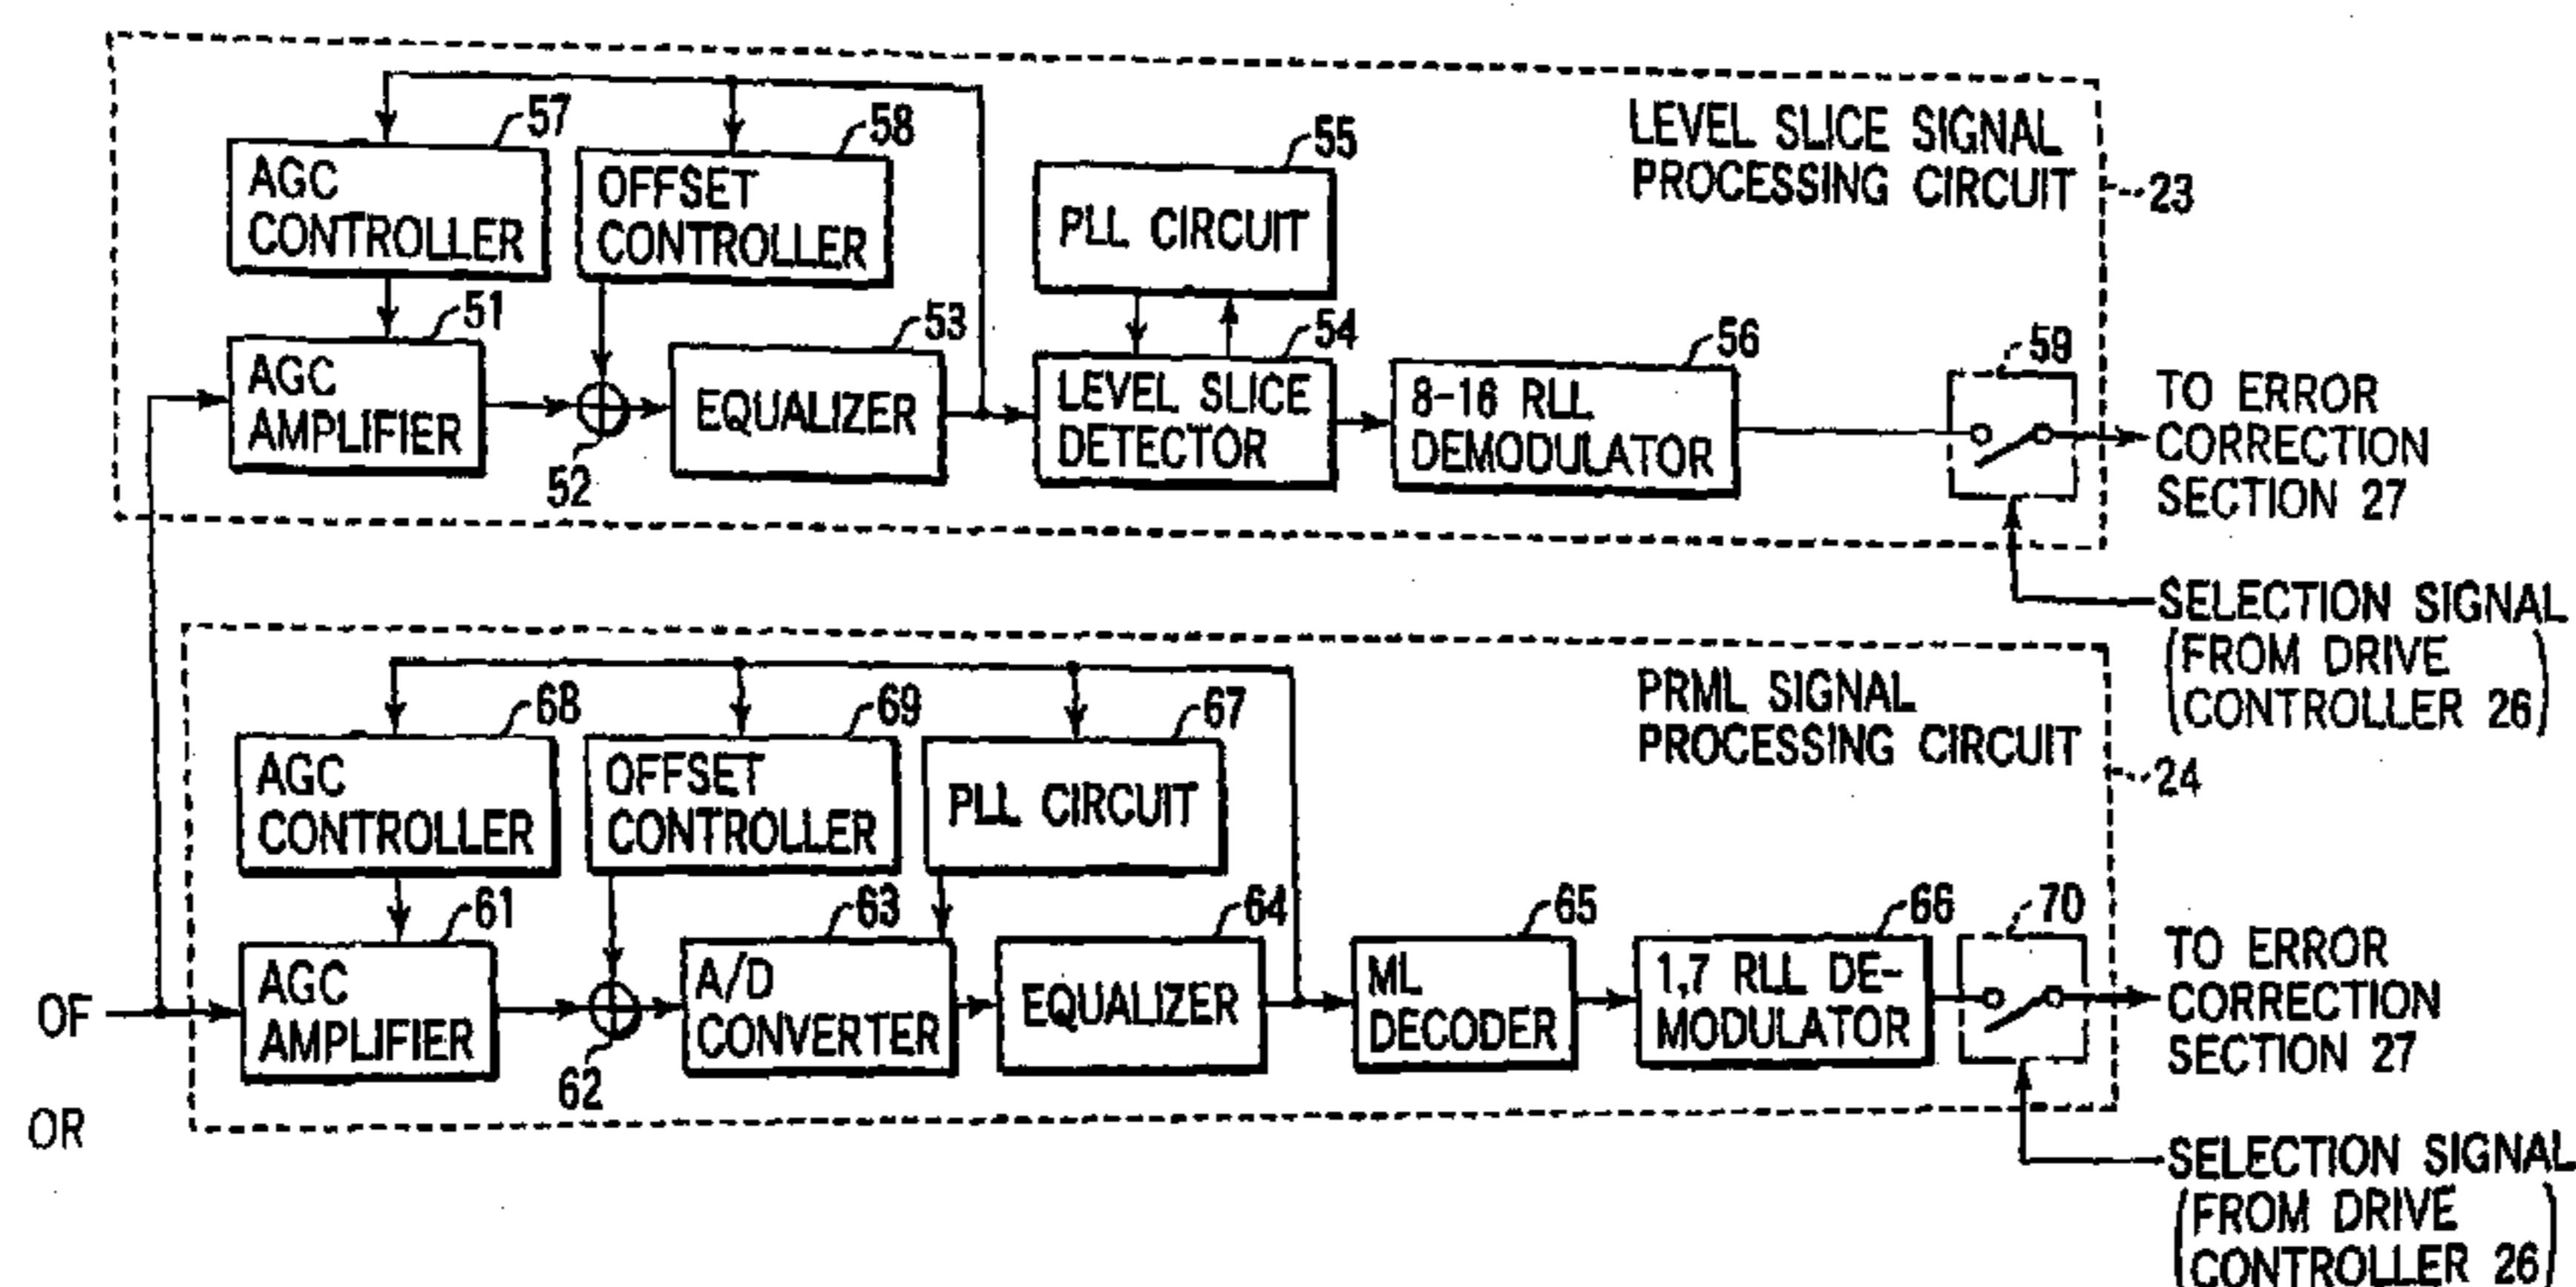 LEVEL SLICE SIGNAL
PROCESSING CIRCUIT
23
57
AGC
CONTROLLER
58
OFFSET
CONTROLLER
55
PLL CIRCUIT
51
AGC
AMPLIFIER
52
53
EQUALIZER
54
LEVEL SLICE
DETECTOR
56
8-16 RLL
DEMODULATOR
59
TO ERROR
CORRECTION
SECTION 27
SELECTION SIGNAL
(FROM DRIVE
CONTROLLER 26)
PRML SIGNAL
PROCESSING CIRCUIT
24
68
AGC
CONTROLLER
69
OFFSET
CONTROLLER
67
PLL CIRCUIT
OF
OR
61
AGC
AMPLIFIER
62
63
A/D
CONVERTER
64
EQUALIZER
65
ML
DECODER
66
1,7 RLL DE-
MODULATOR
70
TO ERROR
CORRECTION
SECTION 27
SELECTION SIGNAL
(FROM DRIVE
CONTROLLER 26)